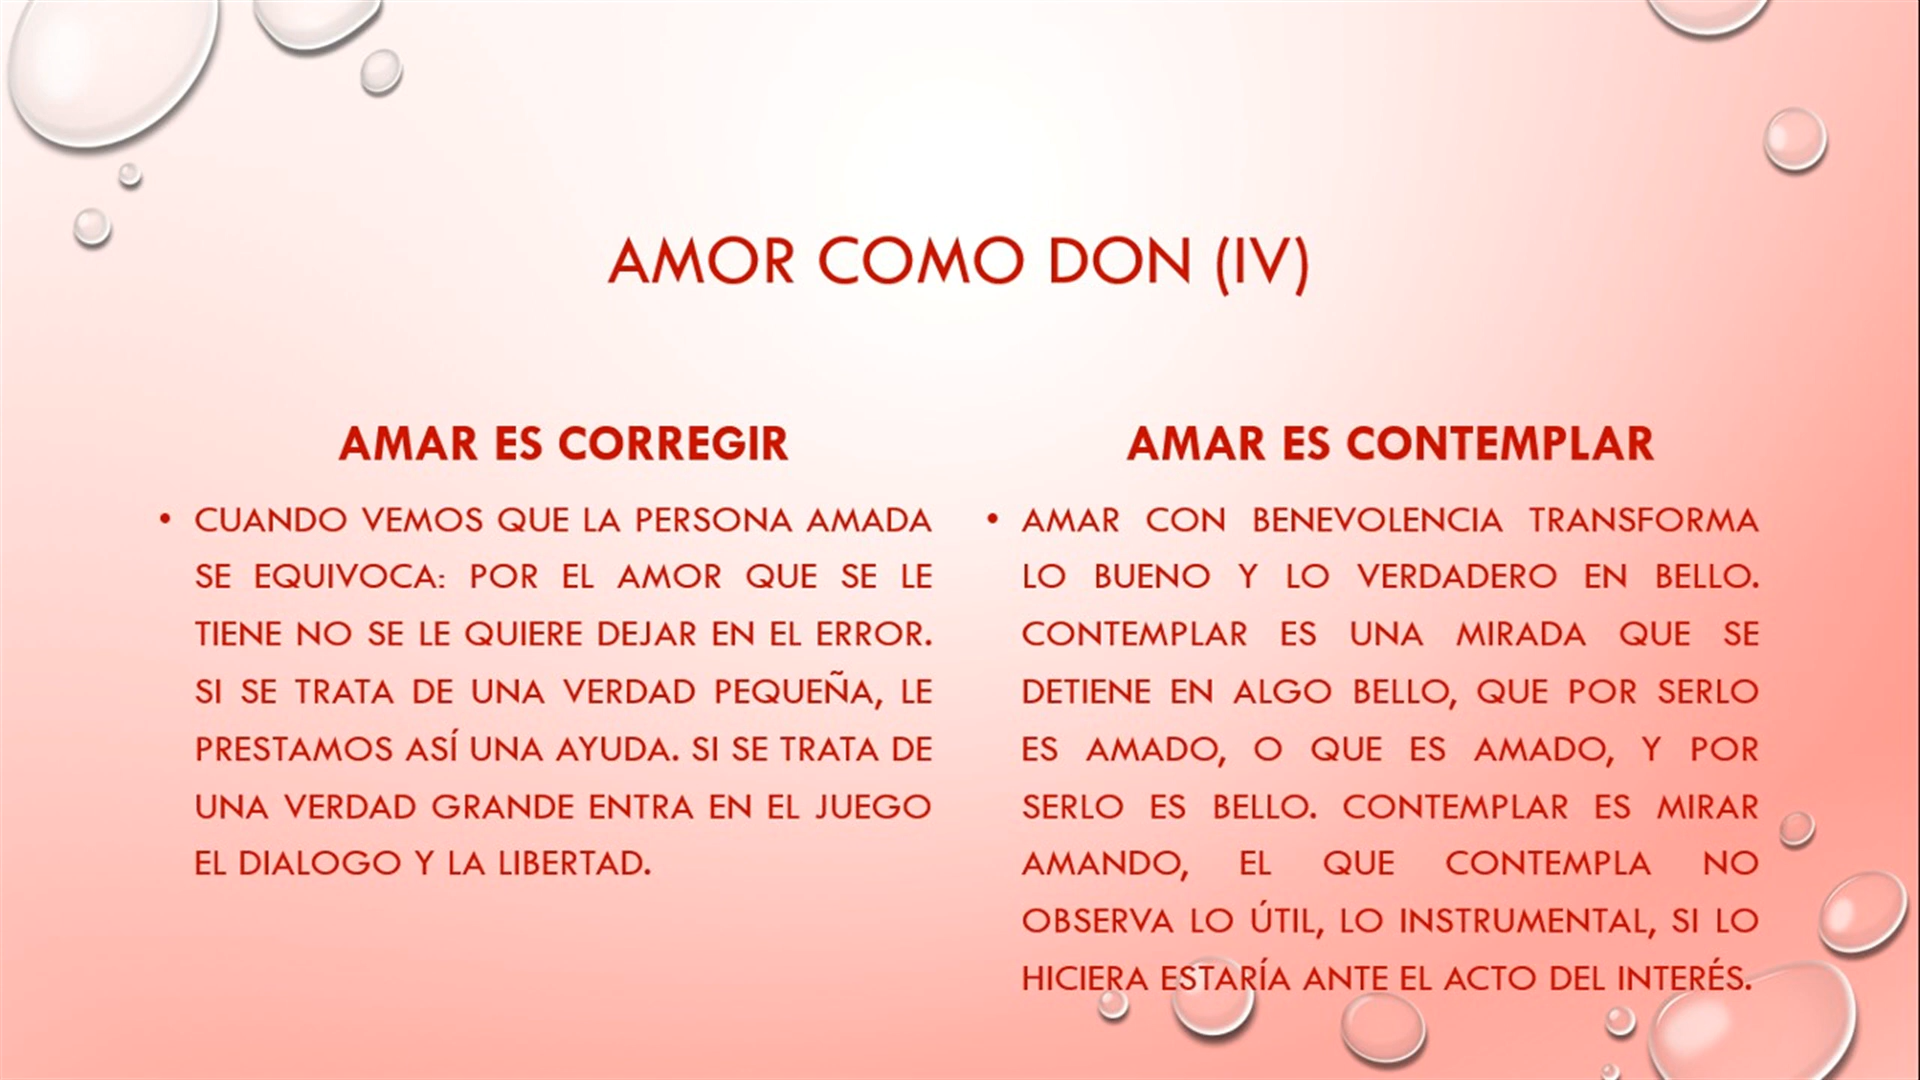 AMOR COMO DON (IV)
AMAR ES CORREGIR
• CUANDO VEMOS QUE LA PERSONA AMADA
SE EQUIVOCA: POR EL AMOR QUE SE LE
TIENE NO SE LE QUIERE DEJAR EN EL ERROR.
SI SE TRATA DE UNA VERDAD PEQUEÑA, LE
PRESTAMOS ASÍ UNA AYUDA. SI SE TRATA DE
UNA VERDAD GRANDE ENTRA EN EL JUEGO
EL DIALOGO Y LA LIBERTAD.
AMAR ES CONTEMPLAR
• AMAR CON BENEVOLENCIA TRANSFORMA
LO BUENO Y LO VERDADERO EN BELLO.
CONTEMPLAR ES UNA MIRADA QUE SE
DETIENE EN ALGO BELLO, QUE POR SERLO
ES AMADO, O QUE ES AMADO, Y POR
SERLO ES BELLO. CONTEMPLAR ES MIRAR
AMANDO, EL QUE CONTEMPLA NO
OBSERVA LO ÚTIL, LO INSTRUMENTAL, SI LO
HICIERA ESTARÍA ANTE EL ACTO DEL INTERÉS.